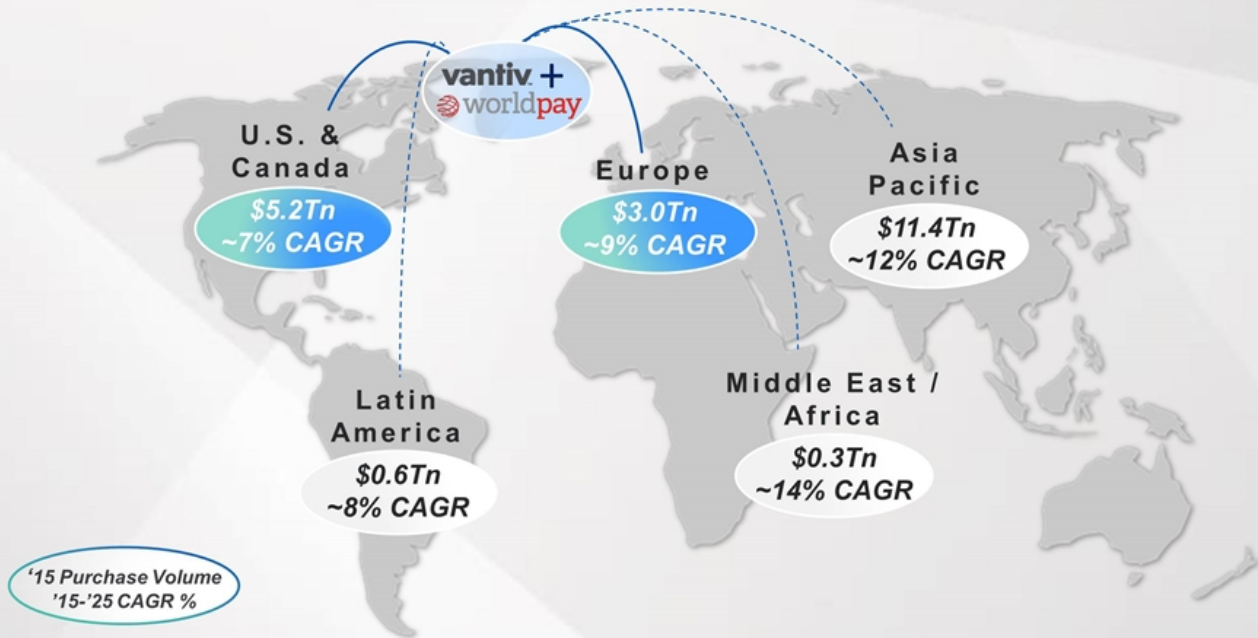 vantiv +
worldpay
U.S. &
Canada
$5.2Tn
~7% CAGR
Europe
$3.0Tn
~9% CAGR
Asia
Pacific
$11.4Tn
~12% CAGR
Latin
America
$0.6Tn
~8% CAGR
Middle East /
Africa
$0.3Tn
~14% CAGR
‘15 Purchase Volume
’15-’25 CAGR %